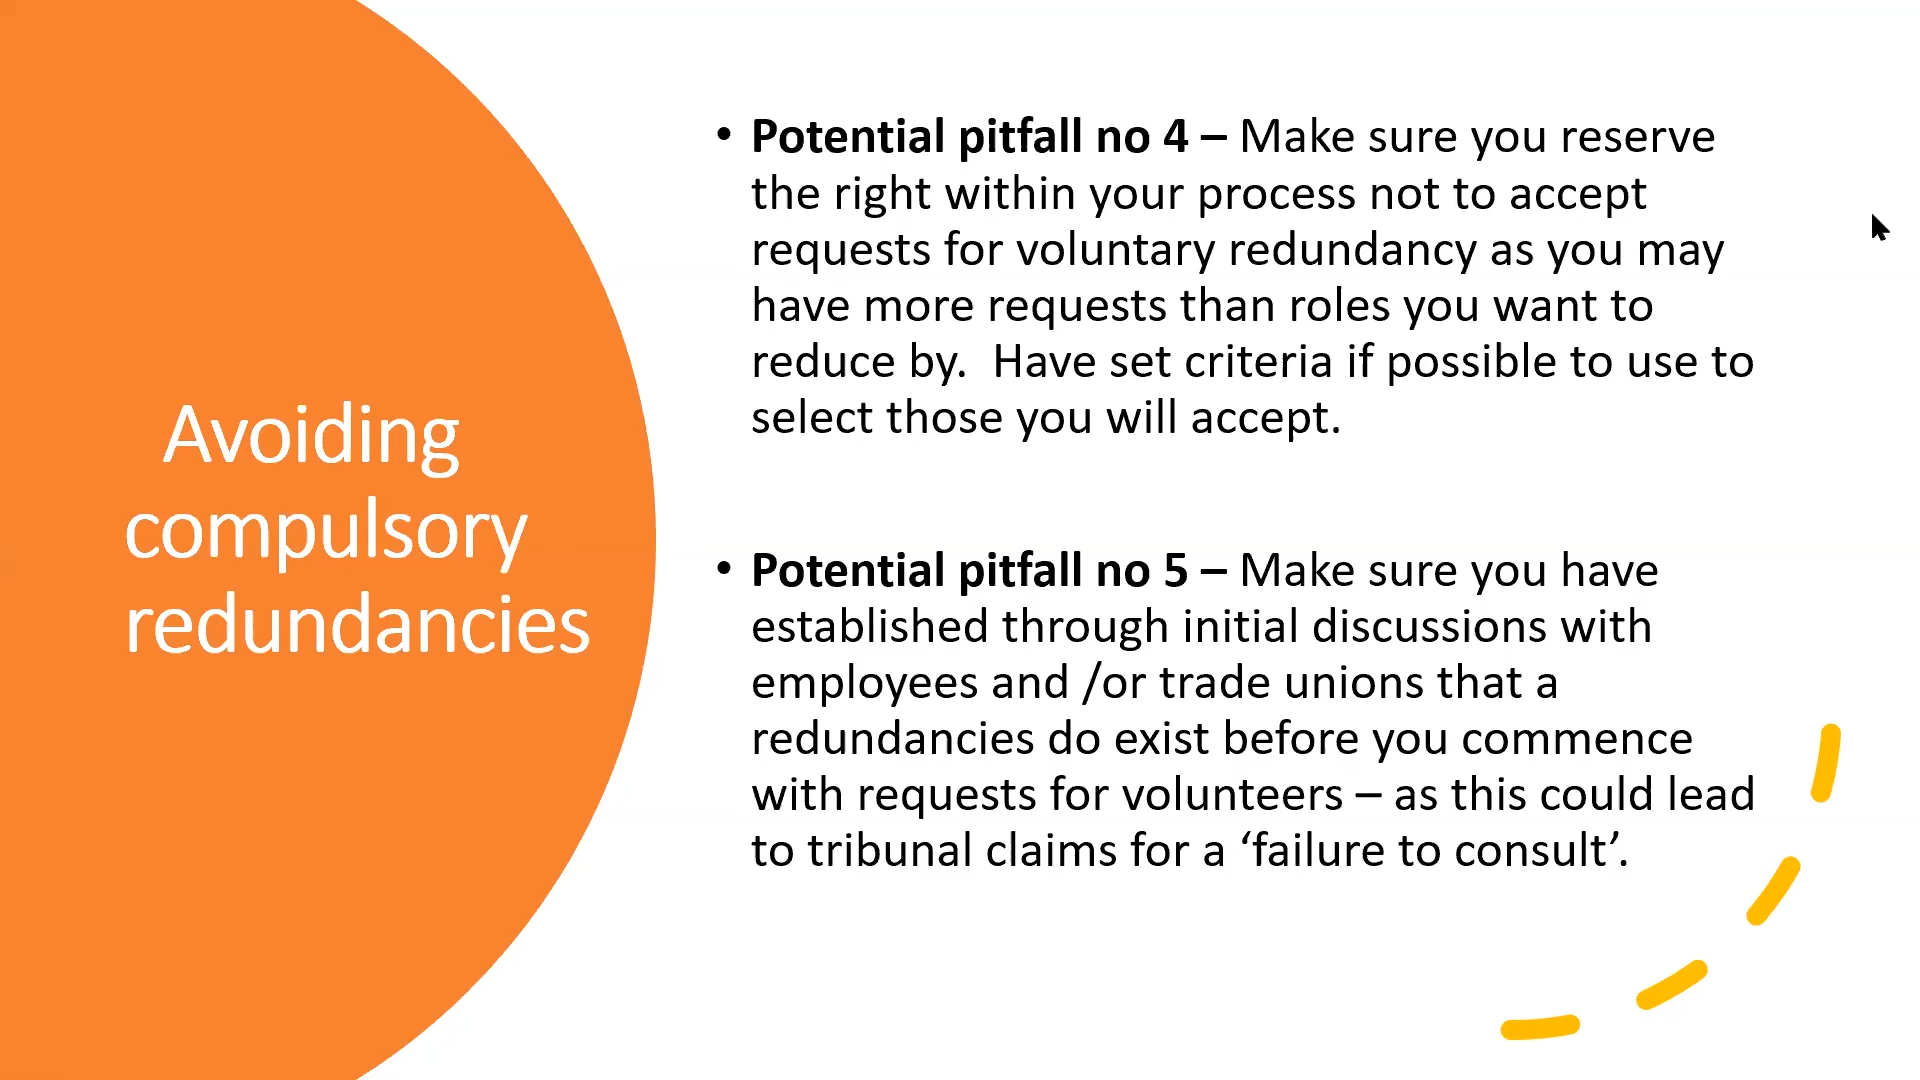 Avoiding
compulsory
redundancies
• Potential pitfall no 4 – Make sure you reserve
the right within your process not to accept
requests for voluntary redundancy as you may
have more requests than roles you want to
reduce by.  Have set criteria if possible to use to
select those you will accept.
• Potential pitfall no 5 – Make sure you have
established through initial discussions with
employees and /or trade unions that a
redundancies do exist before you commence
with requests for volunteers – as this could lead
to tribunal claims for a ‘failure to consult’.